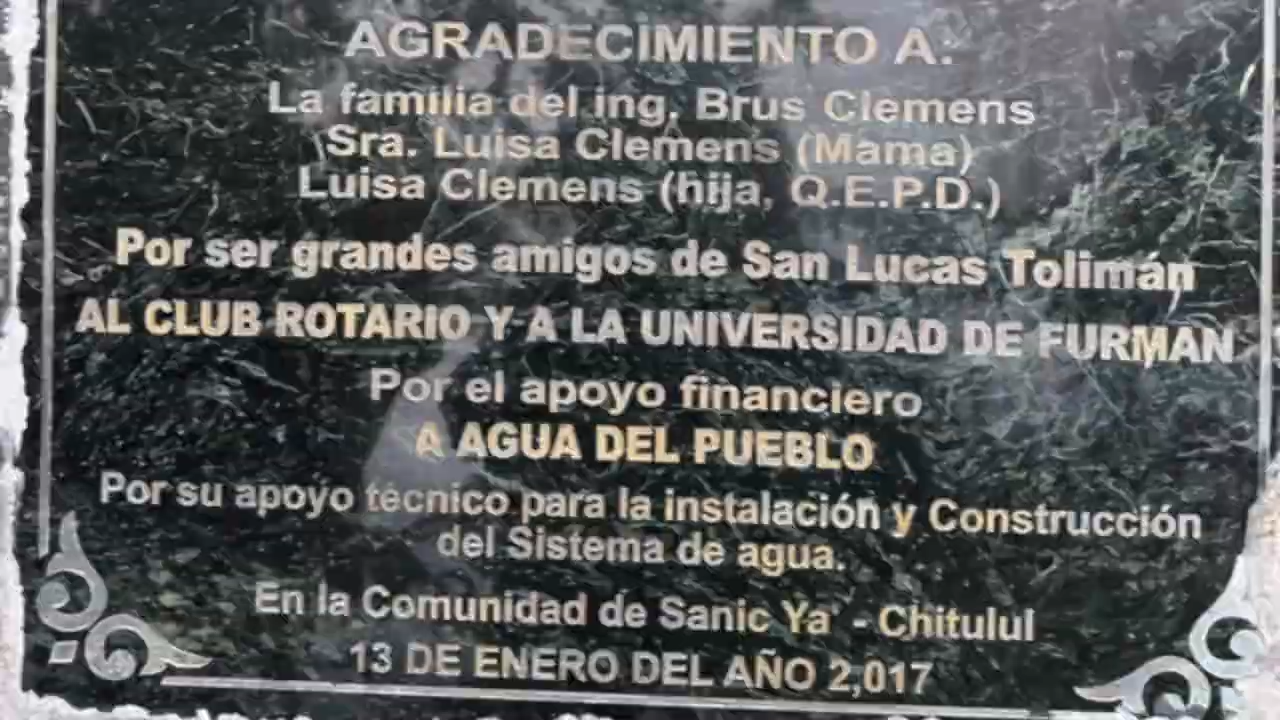 AGRADECIMIENTO A:
La familia del ing. Brus Clemens
Sra. Luisa Clemens (Mama)
Luisa Clemens (hija, Q.E.P.D.)
Por ser grandes amigos de San Lucas Toliman
AL CLUB ROTARIO Y A LA UNIVERSIDAD DE FURMAN
Por el apoyo financiero
A AGUA DEL PUEBLO
Por su apoyo técnico para la instalación y Construcción
del Sistema de agua.
En la Comunidad de Sanic Ya' - Chitulul
13 DE ENERO DEL AÑO 2,017